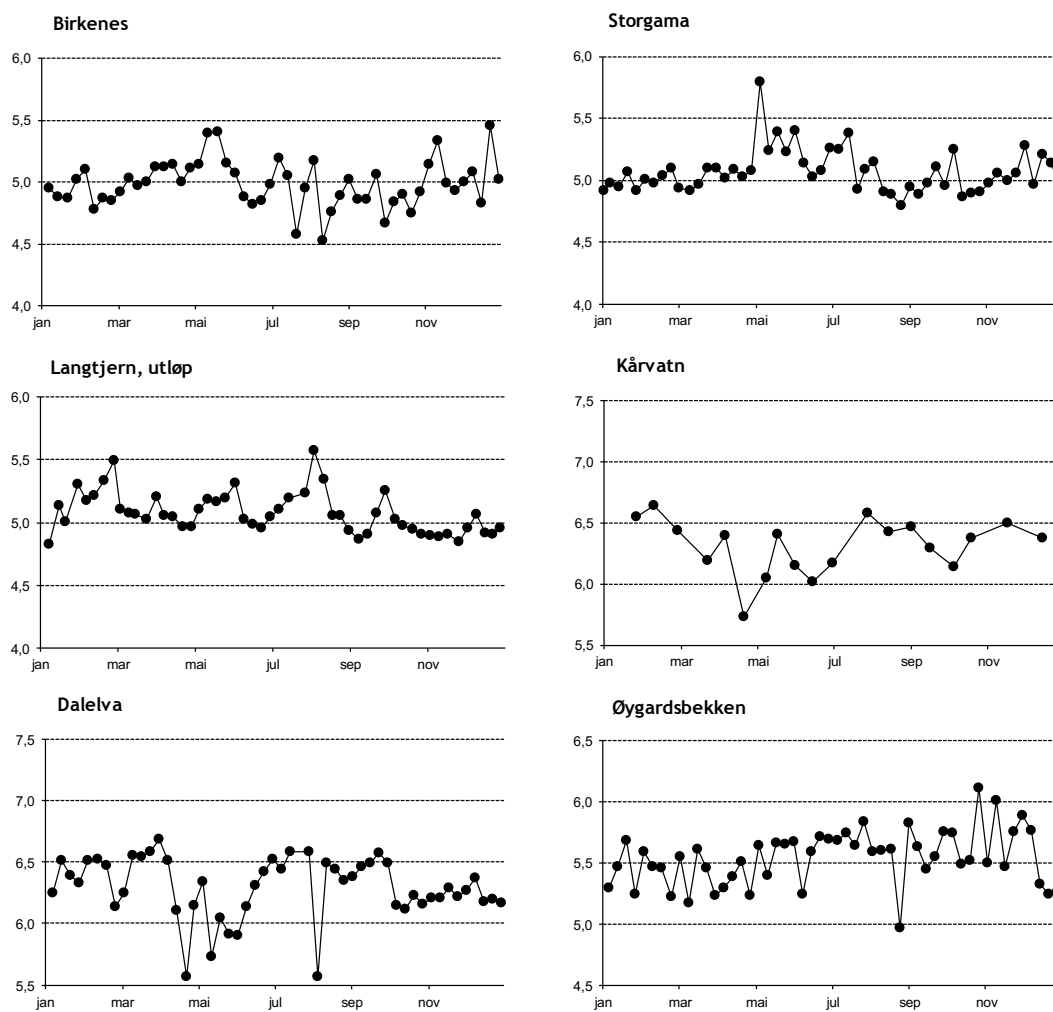 Birkenes
6,0
5,5
5,0
4,5
4,0
jan mar mai jul sep nov
Storgama
6,0
5,5
5,0
4,5
4,0
jan mar mai jul sep nov
Langtjern, utløp
6,0
5,5
5,0
4,5
4,0
jan mar mai jul sep nov
Kårvatn
7,5
7,0
6,5
6,0
5,5
jan mar mai jul sep nov
Dalelva
7,5
7,0
6,5
6,0
5,5
jan mar mai jul sep nov
Øygardsbekken
6,5
6,0
5,5
5,0
4,5
jan mar mai jul sep nov